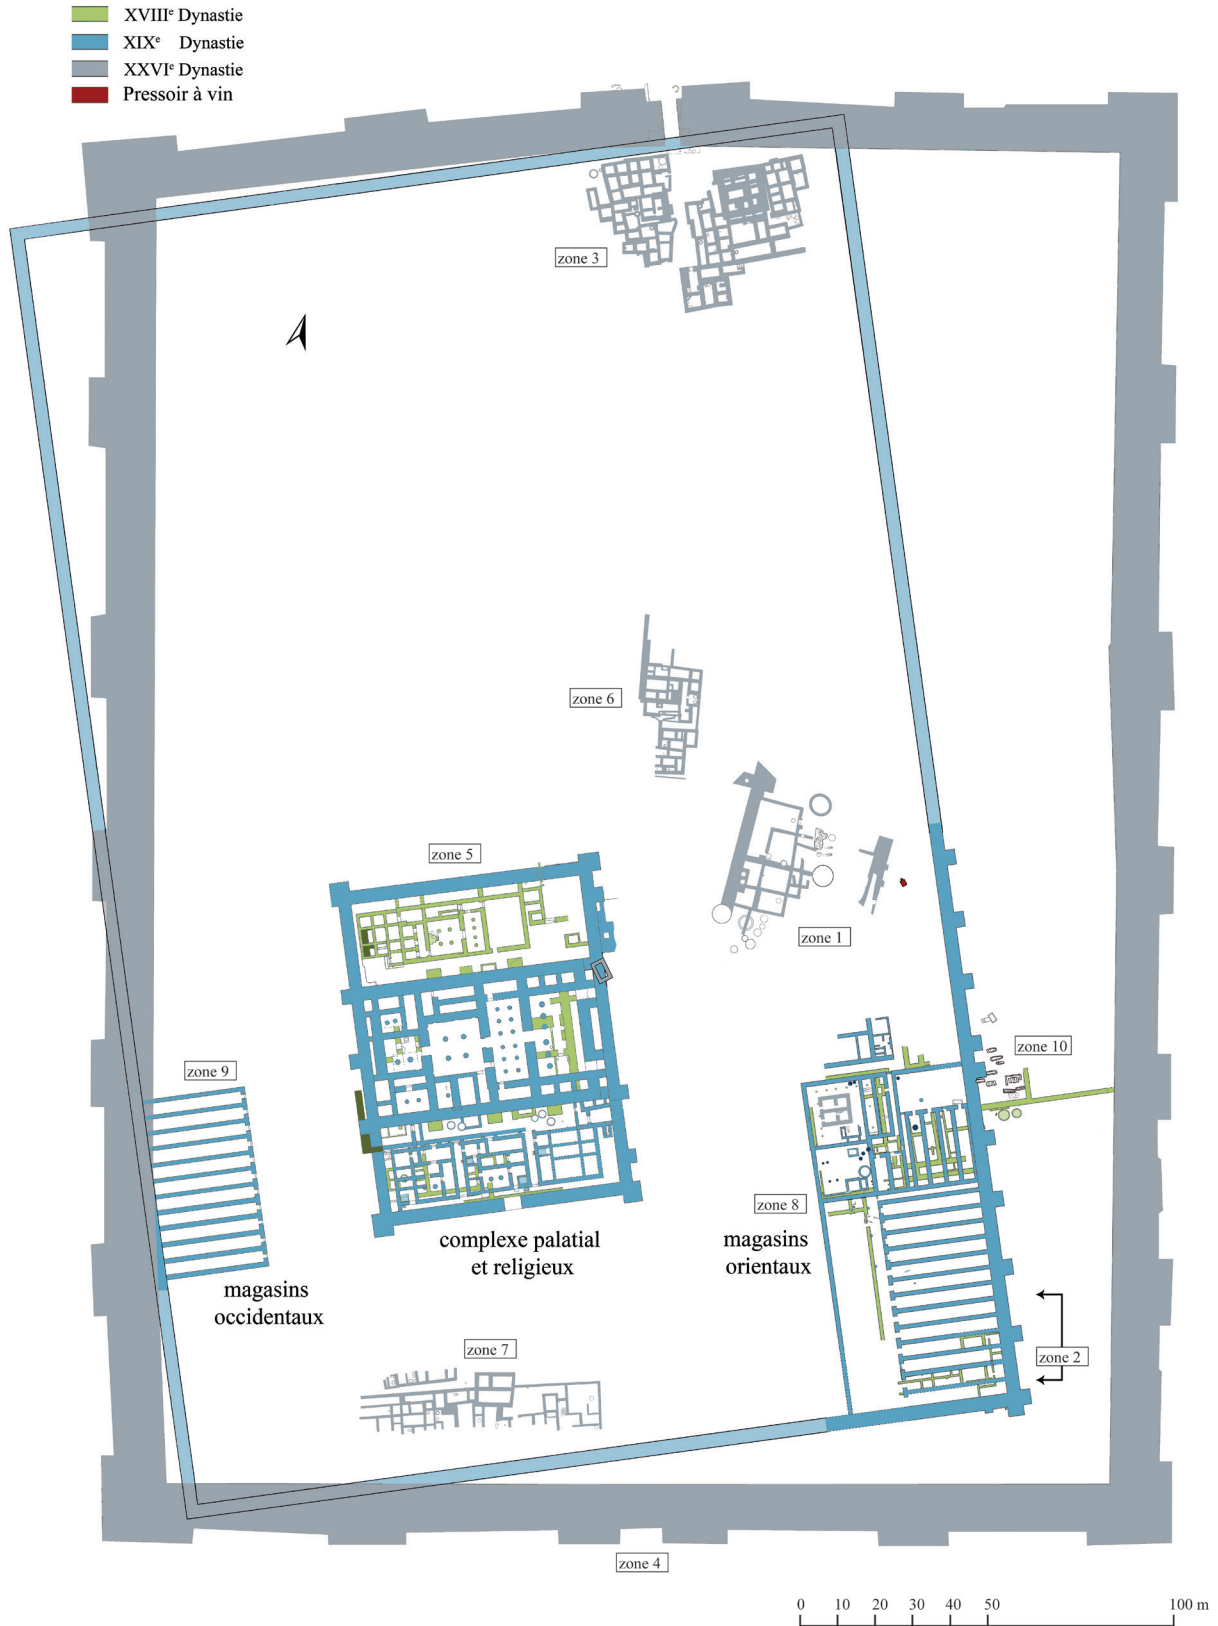 XVIIIᵉ Dynastie
XIXᵉ Dynastie
XXVIᵉ Dynastie
Pressoir à vin
zone 3
zone 6
zone 5
zone 1
zone 10
zone 9
zone 8
complexe palatial
et religieux
magasins
orientaux
magasins
occidentaux
zone 7
zone 2
zone 4
0 10 20 30 40 50 100 m